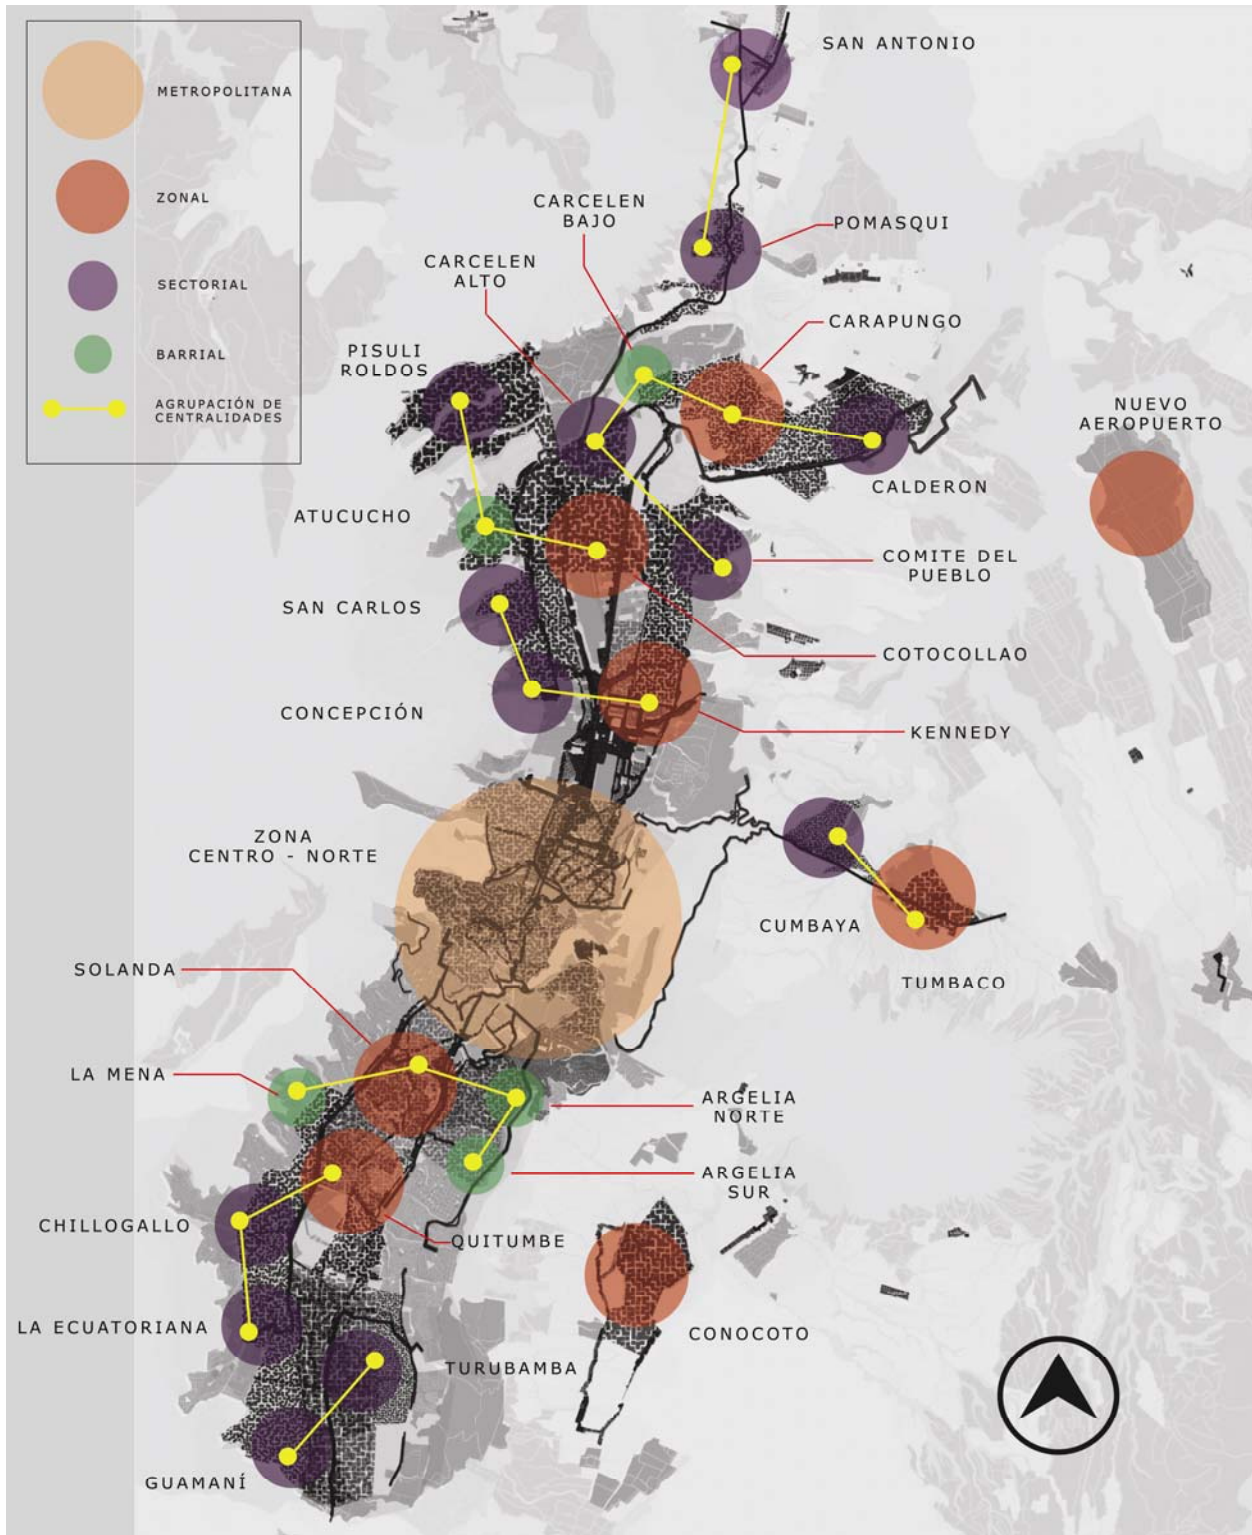 METROPOLITANA
ZONAL
SECTORIAL
BARRIAL
AGRUPACIÓN DE
CENTRALIDADES
SAN ANTONIO
CARCELEN
BAJO
POMASQUI
CARCELEN
ALTO
CARAPUNGO
PISULI
ROLDOS
NUEVO
AEROPUERTO
CALDERON
ATUCUCHO
COMITE DEL
PUEBLO
SAN CARLOS
COTOCOLLAO
CONCEPCIÓN
KENNEDY
ZONA
CENTRO - NORTE
CUMBAYA
SOLANDA
TUMBACO
LA MENA
ARGELIA
NORTE
ARGELIA
SUR
CHILLOGALLO
QUITUMBE
LA ECUATORIANA
CONOCOTO
TURUBAMBA
GUAMANÍ